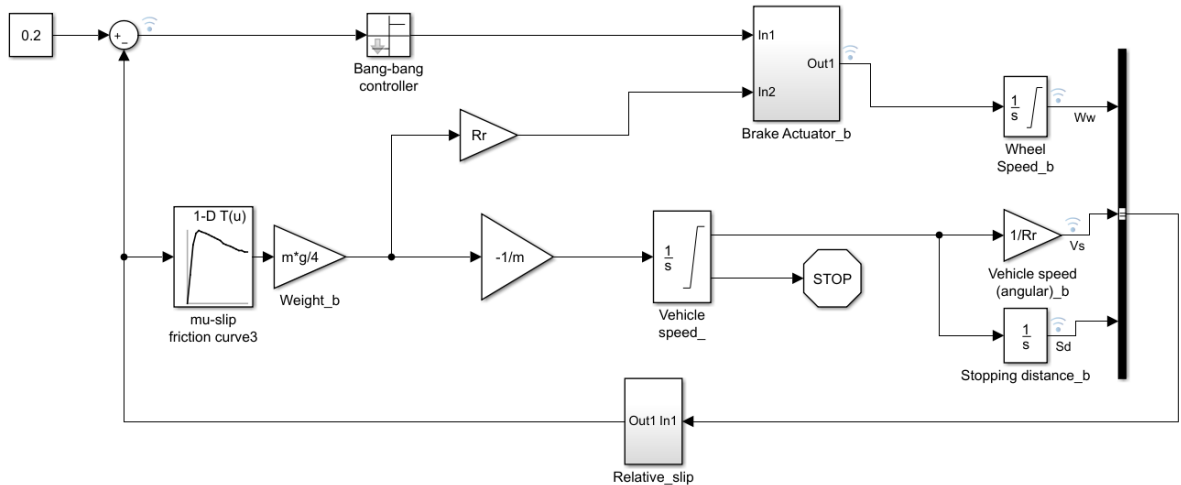 0.2
+
−
Bang-bang
controller
In1
In2
Out1
Brake Actuator_b
1
s
Wheel
Speed_b
Ww
Rr
1-D T(u)
mu-slip
friction curve3
m*g/4
Weight_b
-1/m
1
s
Vehicle
speed_
STOP
1/Rr
Vs
Vehicle speed
(angular)_b
1
s
Sd
Stopping distance_b
=
Out1 In1
Relative_slip